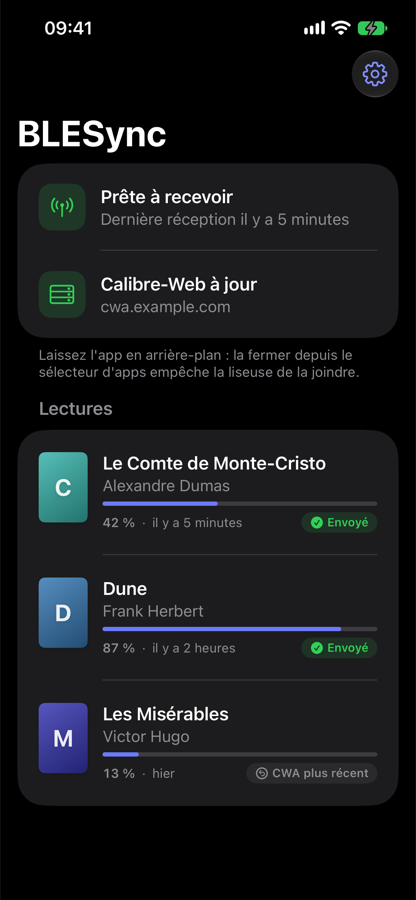 09:41
BLESync
Prête à recevoir
Dernière réception il y a 5 minutes
Calibre-Web à jour
cwa.example.com
Laissez l'app en arrière-plan : la fermer depuis le
sélecteur d'apps empêche la liseuse de la joindre.
Lectures
C
Le Comte de Monte-Cristo
Alexandre Dumas
42 % · il y a 5 minutes
Envoyé
D
Dune
Frank Herbert
87 % · il y a 2 heures
Envoyé
M
Les Misérables
Victor Hugo
13 % · hier
CWA plus récent